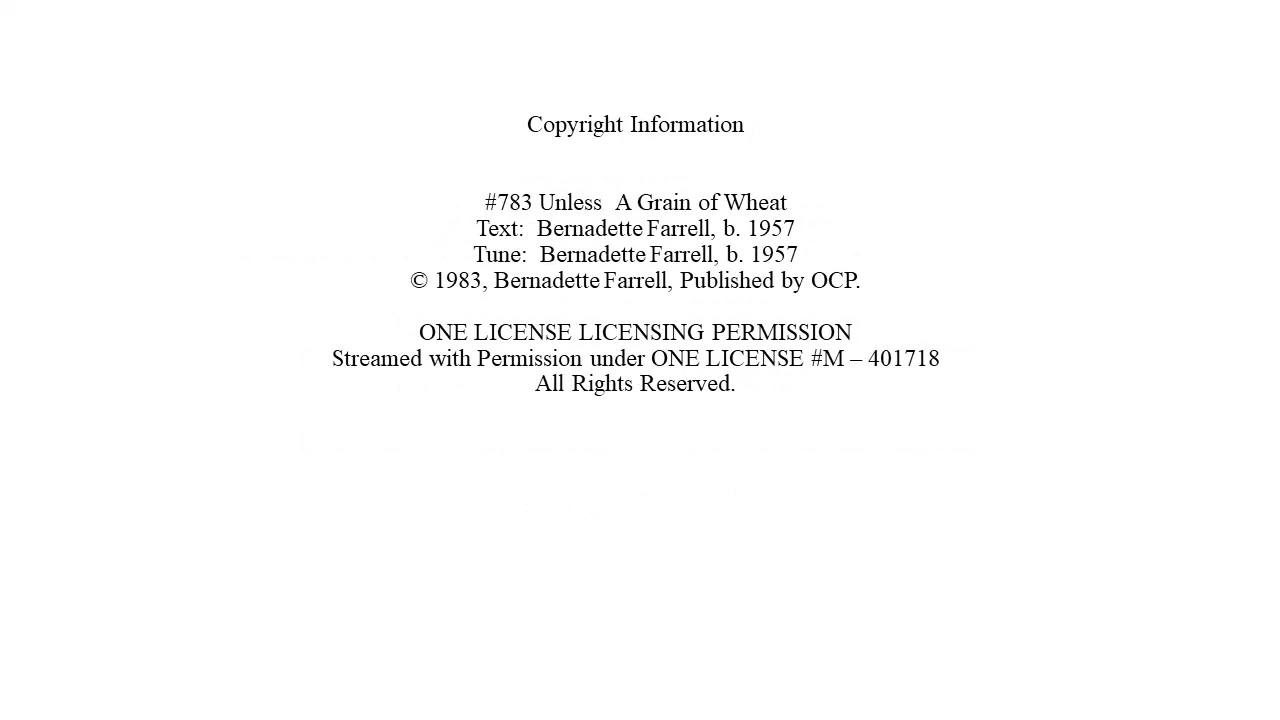 Copyright Information
#783 Unless  A Grain of Wheat
Text:  Bernadette Farrell, b. 1957
Tune:  Bernadette Farrell, b. 1957
© 1983, Bernadette Farrell, Published by OCP.
ONE LICENSE LICENSING PERMISSION
Streamed with Permission under ONE LICENSE #M – 401718
All Rights Reserved.